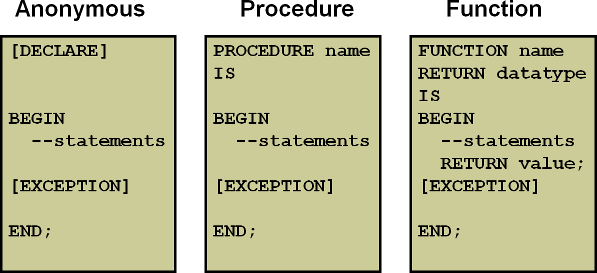 Anonymous
[DECLARE]
BEGIN
--statements
[EXCEPTION]
END;
Procedure
PROCEDURE name
IS
BEGIN
--statements
[EXCEPTION]
END;
Function
FUNCTION name
RETURN datatype
IS
BEGIN
--statements
RETURN value;
[EXCEPTION]
END;